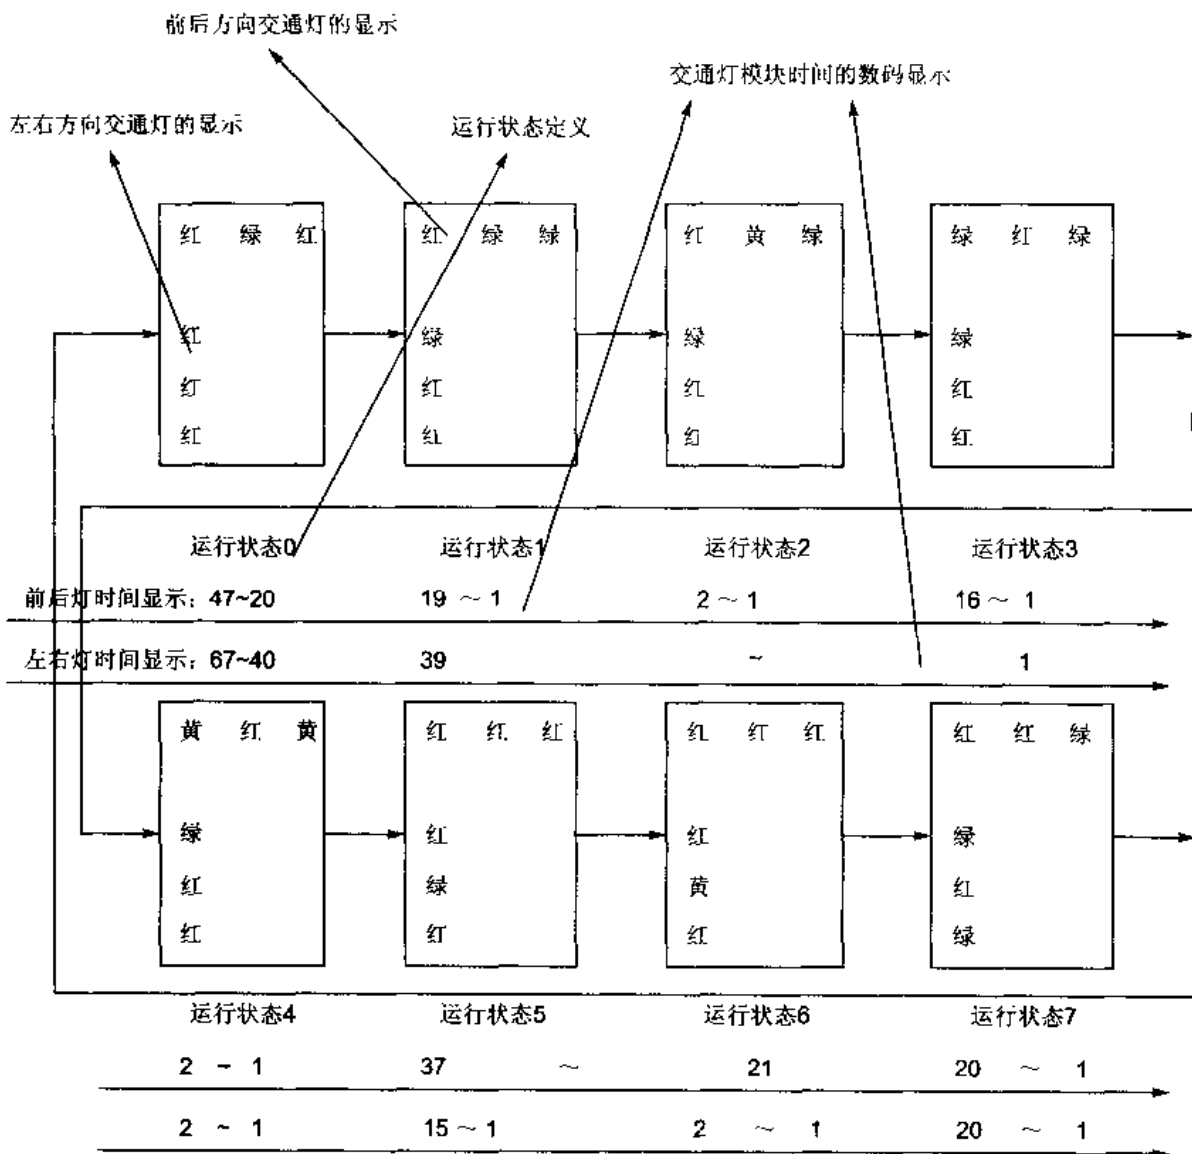 前后方向交通灯的显示
交通灯模块时间的数码显示
左右方向交通灯的显示
运行状态定义
红 绿 红
红 绿 绿
红 黄 绿
绿 红 绿
红
绿
绿
绿
红
红
红
红
红
红
红
红
运行状态0
运行状态1
运行状态2
运行状态3
前后灯时间显示: 47~20
19 ~ 1
2 ~ 1
16 ~ 1
左右灯时间显示: 67~40
39
~
1
黄 红 黄
红 红 红
红 红 红
红 红 绿
绿
红
红
绿
红
绿
黄
红
红
红
红
绿
运行状态4
运行状态5
运行状态6
运行状态7
2 ~ 1
37
~
21
20 ~ 1
2 ~ 1
15 ~ 1
2 ~ 1
20 ~ 1